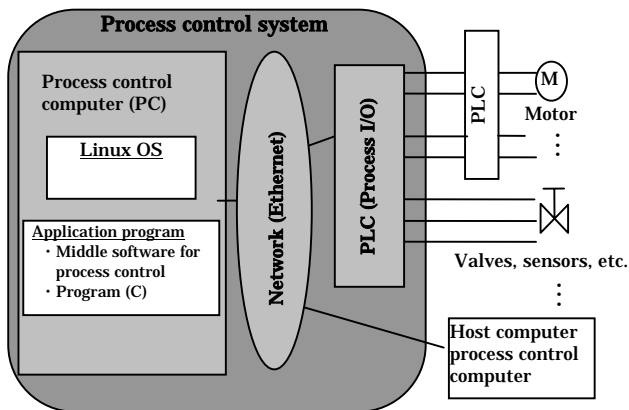 Process control system
Process control
computer (PC)
Linux OS
Application program
・Middle software for
process control
・Program (C)
Network (Ethernet)
PLC (Process I/O)
PLC
M
Motor
Valves, sensors, etc.
Host computer
process control
computer